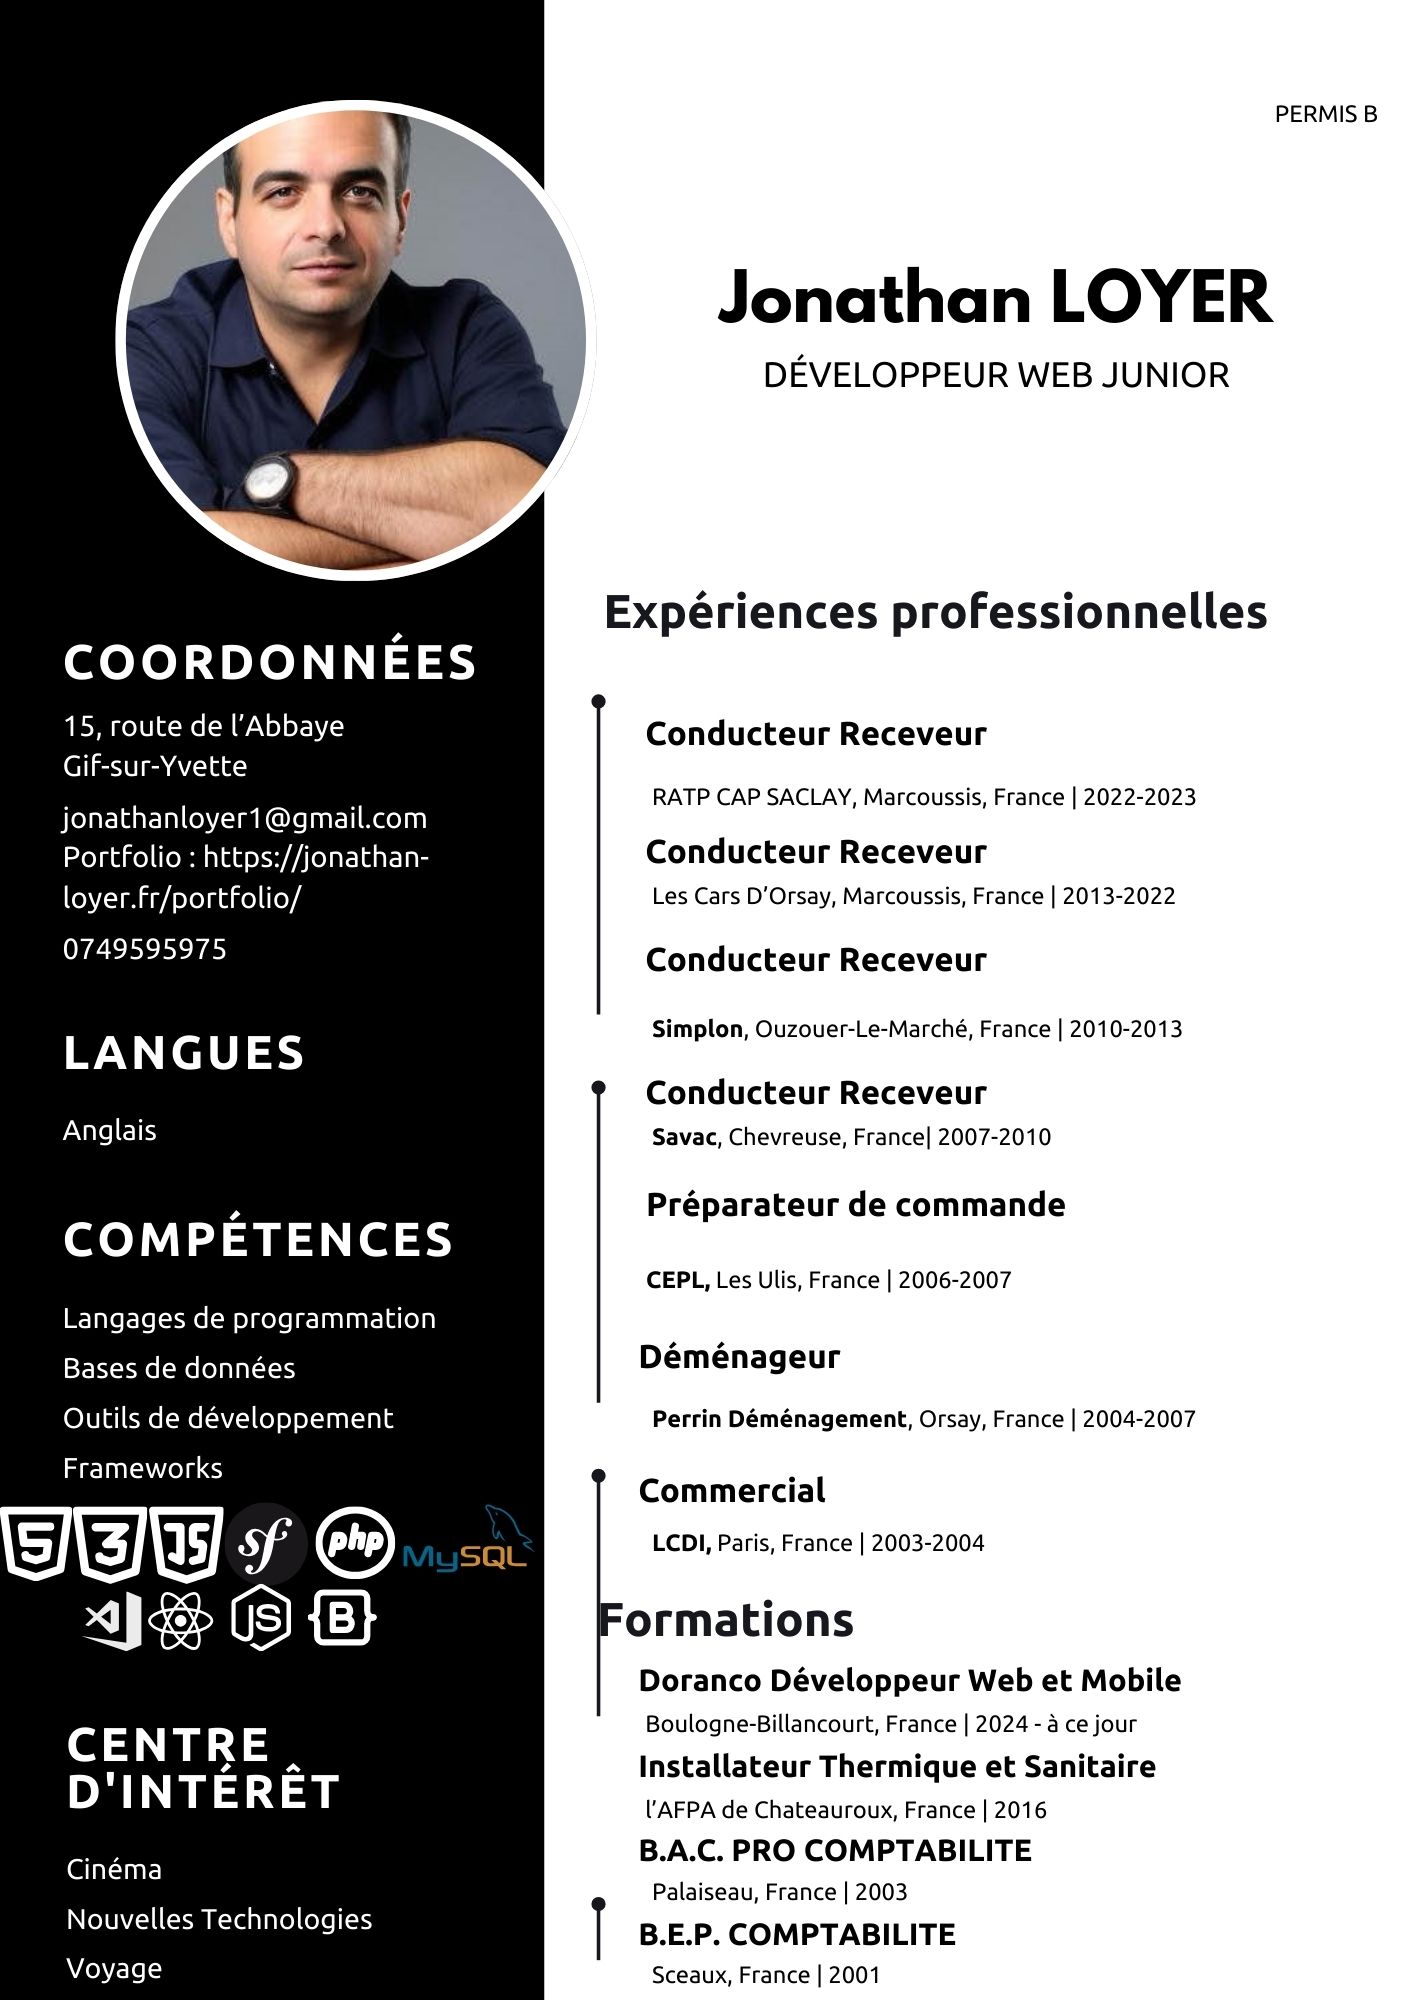 PERMIS B
Jonathan LOYER
DÉVELOPPEUR WEB JUNIOR
COORDONNÉES
15, route de l’Abbaye
Gif-sur-Yvette
jonathanloyer1@gmail.com
Portfolio : https://jonathan-
loyer.fr/portfolio/
0749595975
LANGUES
Anglais
COMPÉTENCES
Langages de programmation
Bases de données
Outils de développement
Frameworks
5 3 JS sf php MySQL
JS B
CENTRE
D'INTÉRÊT
Cinéma
Nouvelles Technologies
Voyage
Expériences professionnelles
Conducteur Receveur
RATP CAP SACLAY, Marcoussis, France | 2022-2023
Conducteur Receveur
Les Cars D’Orsay, Marcoussis, France | 2013-2022
Conducteur Receveur
Simplon, Ouzouer-Le-Marché, France | 2010-2013
Conducteur Receveur
Savac, Chevreuse, France| 2007-2010
Préparateur de commande
CEPL, Les Ulis, France | 2006-2007
Déménageur
Perrin Déménagement, Orsay, France | 2004-2007
Commercial
LCDI, Paris, France | 2003-2004
Formations
Doranco Développeur Web et Mobile
Boulogne-Billancourt, France | 2024 - à ce jour
Installateur Thermique et Sanitaire
l’AFPA de Chateauroux, France | 2016
B.A.C. PRO COMPTABILITE
Palaiseau, France | 2003
B.E.P. COMPTABILITE
Sceaux, France | 2001